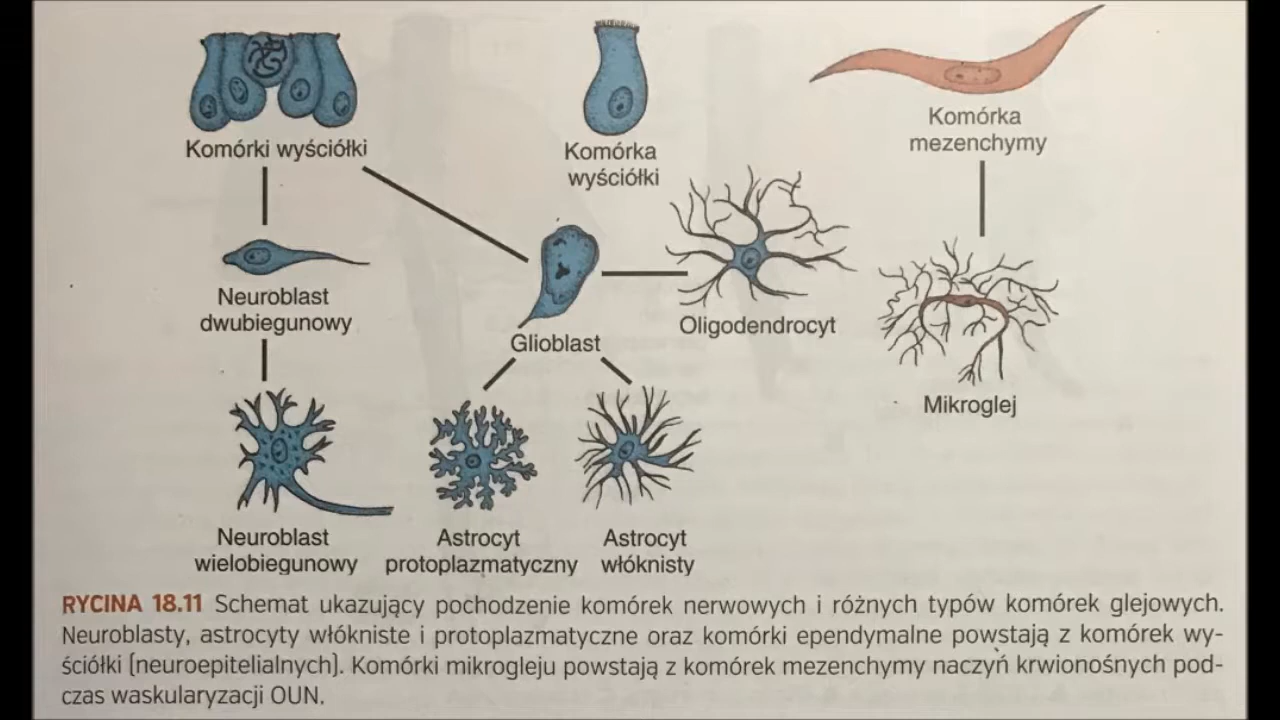 Komórki wyściółki
Komórka
wyściółki
Komórka
mezenchymy
Neuroblast
dwubiegunowy
Glioblast
Oligodendrocyt
Mikroglej
Neuroblast
wielobiegunowy
Astrocyt
protoplazmatyczny
Astrocyt
włóknisty
RYCINA 18.11 Schemat ukazujący pochodzenie komórek nerwowych i różnych typów komórek glejowych.
Neuroblasty, astrocyty włókniste i protoplazmatyczne oraz komórki ependymalne powstają z komórek wy-
ściółki (neuroepitelialnych). Komórki mikrogleju powstają z komórek mezenchymy naczyń krwionośnych pod-
czas waskularyzacji OUN.